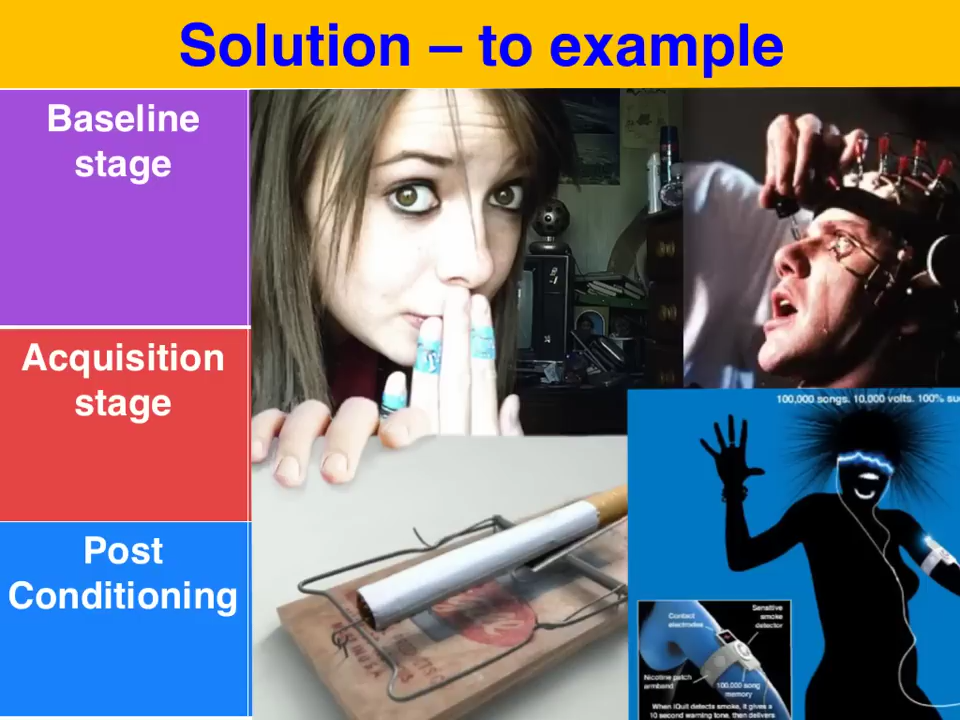 Solution – to example
Baseline
stage
Acquisition
stage
Post
Conditioning
100,000 songs. 10,000 volts. 100% su
Contact
electrodes
Sensitive
smoke
detector
Nicotine patch
armband
100,000 song
memory
When iQuit detects smoke, it gives a
10 second warning tone, then delivers